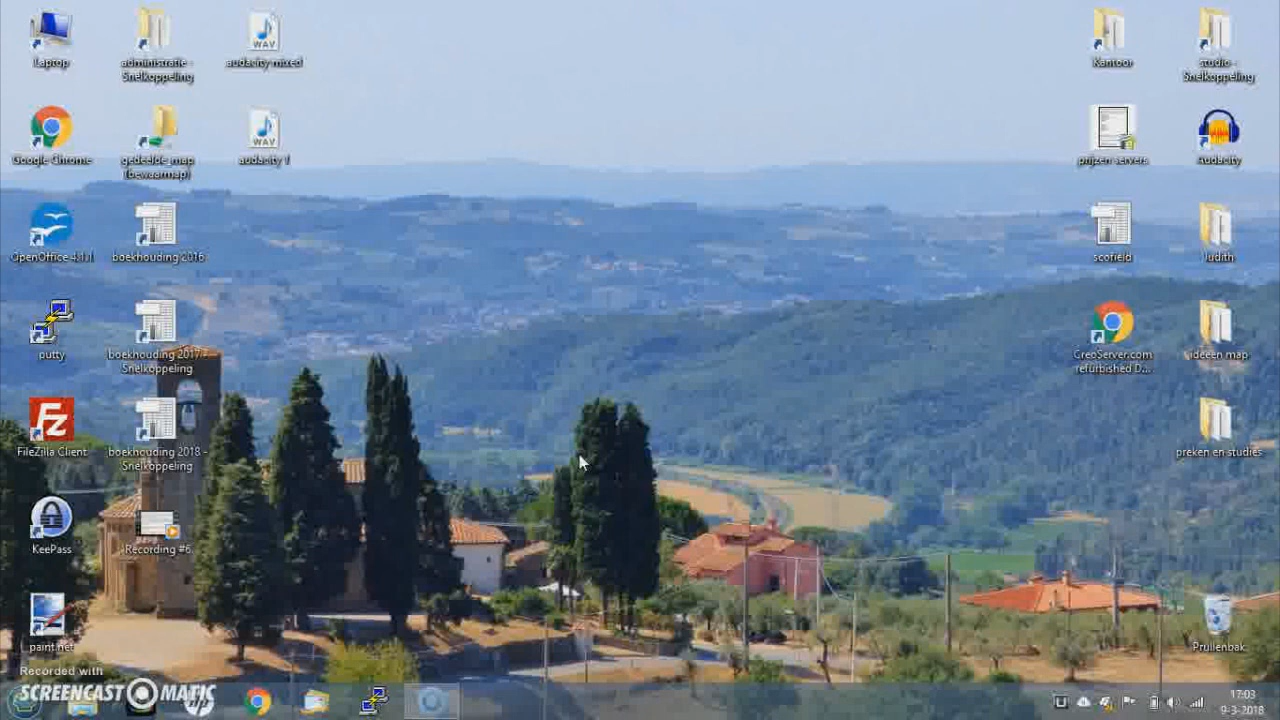 Laptop
administratie -
Snelkoppeling
audacity mixed
Kantoor
studio -
Snelkoppeling
Google Chrome
gedeelde_map
(bewaarmap)
audacity 1
prijzen servers
Audacity
OpenOffice 4.1.1
boekhouding 2016
scofield
Judith
putty
boekhouding 2017 -
Snelkoppeling
CreoServer.com
refurbished D...
videeen map
FileZilla Client
boekhouding 2018 -
Snelkoppeling
preken en studies
KeePass
Recording #6
paint.net
Prullenbak
Recorded with
SCREENCAST MATIC
17:03
9-3-2018